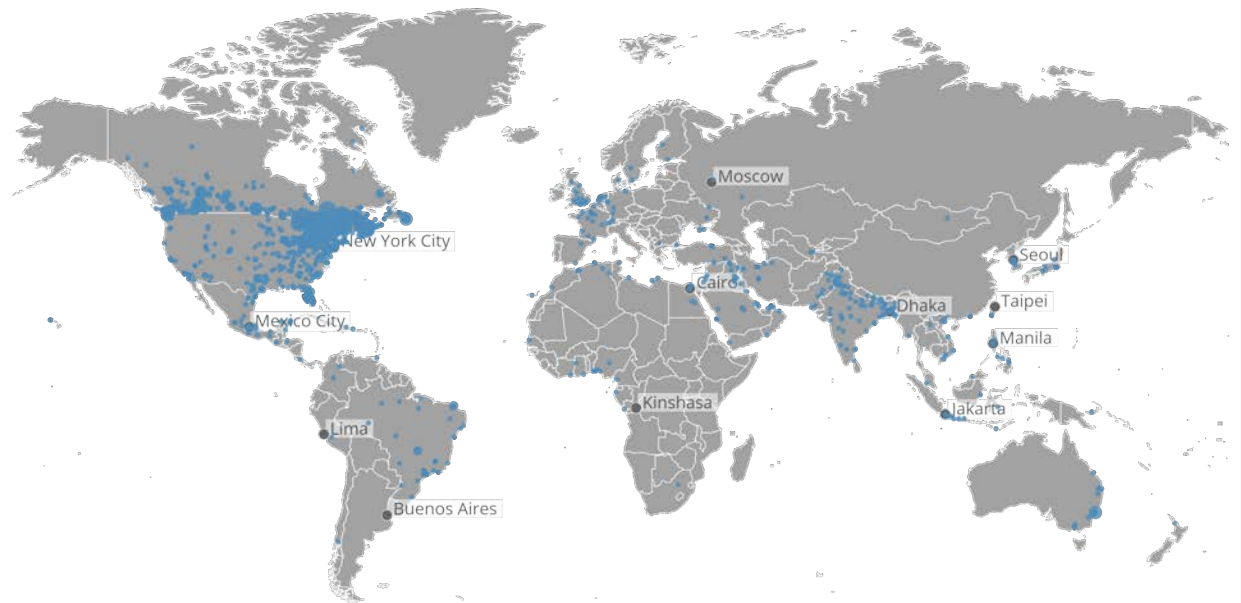 Moscow
New York City
Seoul
Cairo
Dhaka
Taipei
Mexico City
Manila
Kinshasa
Jakarta
Lima
Buenos Aires